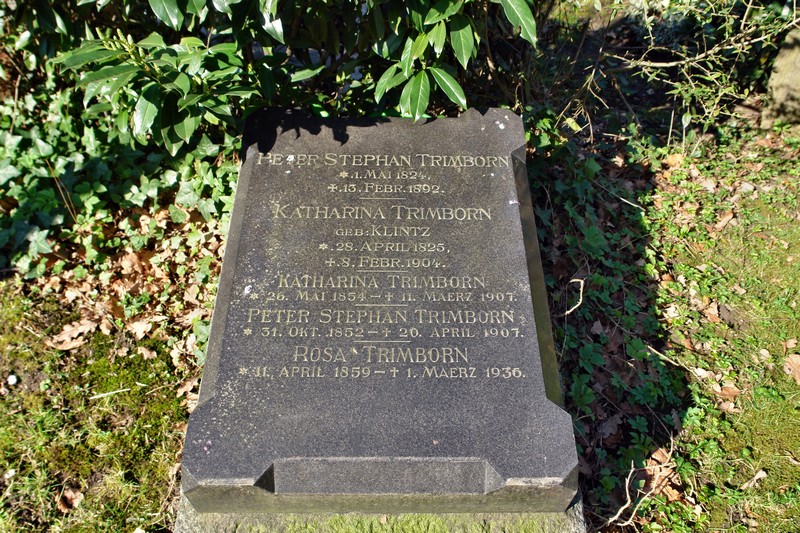 PETER STEPHAN TRIMBORN
*1. MAI 1824,
+13. FEBR. 1892.
KATHARINA TRIMBORN
GEB: KLINTZ
*28. APRIL 1825,
+8. FEBR. 1904.
KATHARINA TRIMBORN
*26. MAI 1854–+11. MAERZ 1907.
PETER STEPHAN TRIMBORN
*31. OKT. 1852–+20. APRIL 1907.
ROSA TRIMBORN
*11. APRIL 1859–+1. MAERZ 1936.